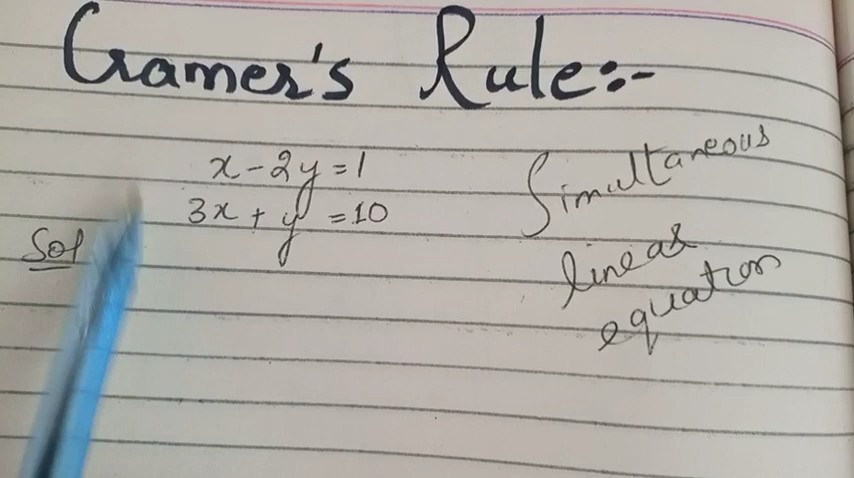 Cramer's Rule:-
x - 2y = 1
3x + y = 10
Sol
Simultaneous
linear
equation